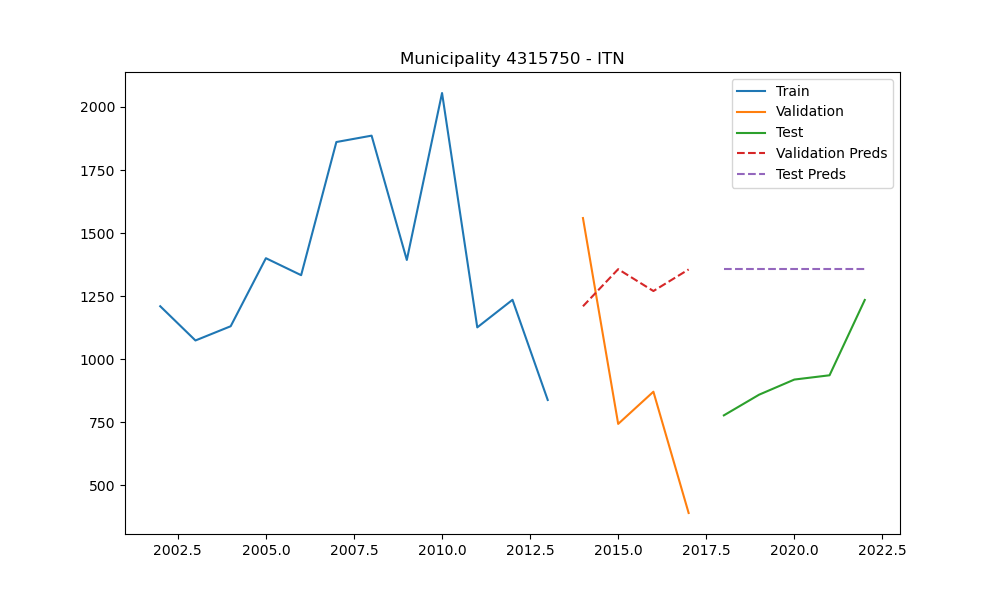 Municipality 4315750 - ITN
Train
Validation
Test
Validation Preds
Test Preds
2000
1750
1500
1250
1000
750
500
2002.5 2005.0 2007.5 2010.0 2012.5 2015.0 2017.5 2020.0 2022.5